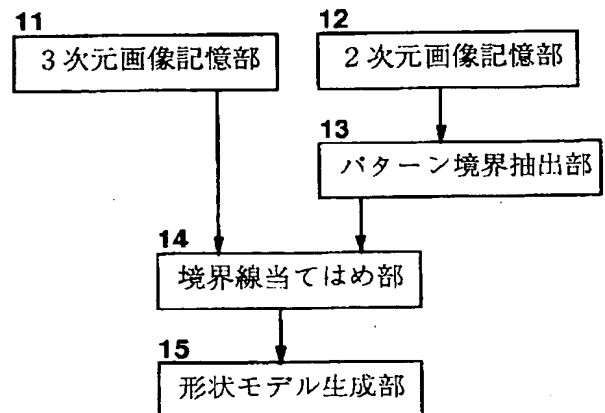 11
3次元画像記憶部
12
2次元画像記憶部
13
パターン境界抽出部
14
境界線当てはめ部
15
形状モデル生成部